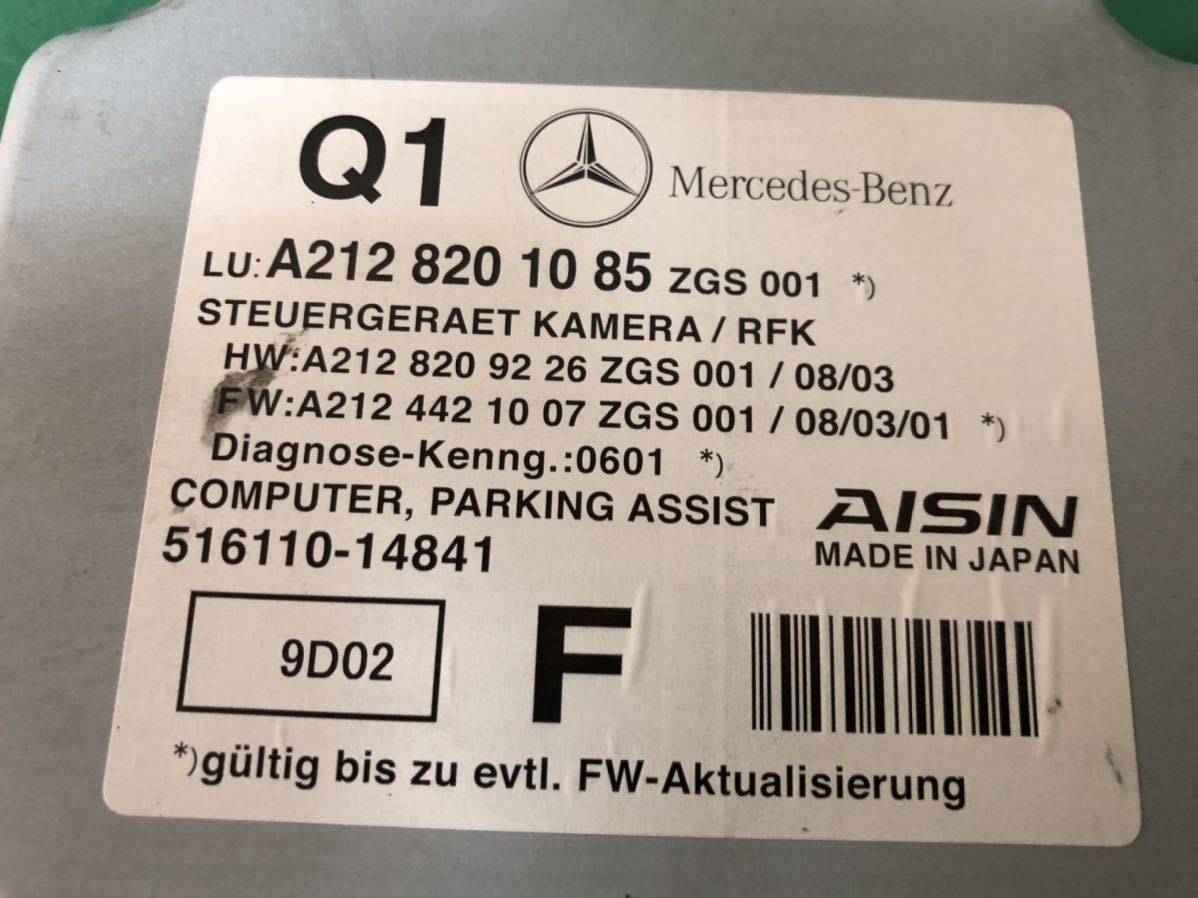 Q1 Mercedes-Benz
LU: A212 820 10 85 ZGS 001 *)
STEUERGERAET KAMERA / RFK
HW:A212 820 92 26 ZGS 001 / 08/03
FW:A212 442 10 07 ZGS 001 / 08/03/01 *)
Diagnose-Kenng.:0601 *)
COMPUTER, PARKING ASSIST
AISIN
516110-14841
MADE IN JAPAN
9D02
F
*)gültig bis zu evtl. FW-Aktualisierung